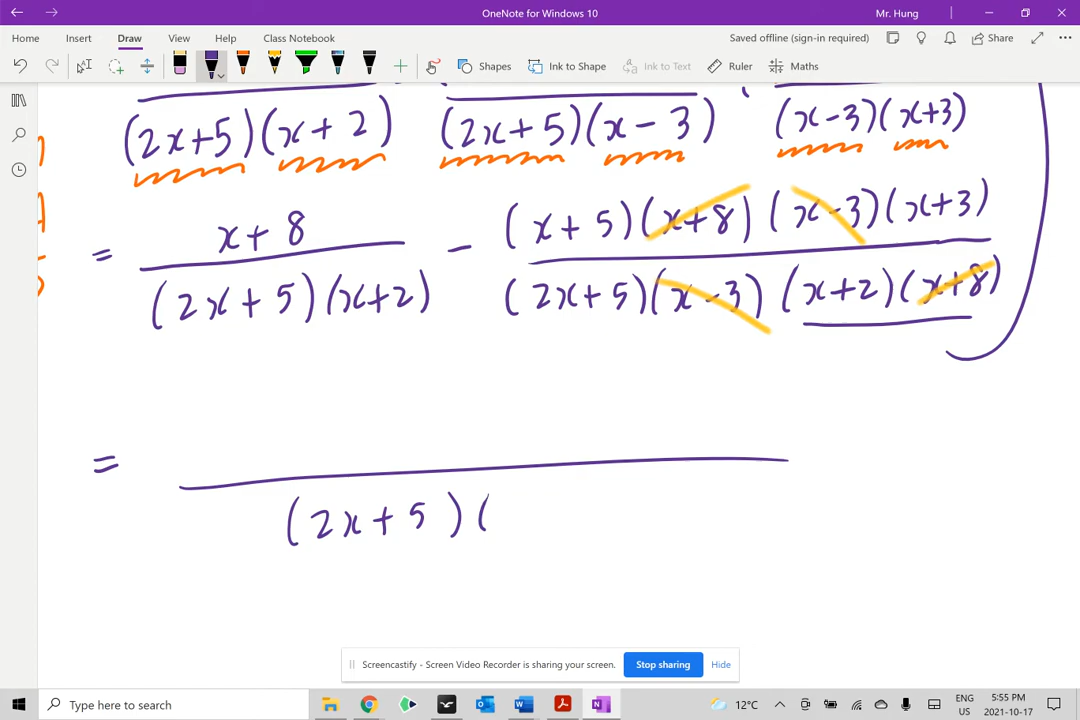 OneNote for Windows 10
Mr. Hung
Home Insert Draw View Help Class Notebook
Saved offline (sign-in required) Share
Shapes Ink to Shape Ink to Text Ruler Maths
(2x+5)(x+2) (2x+5)(x-3) (x-3)(x+3)
x+8 (x+5)(x+8)(x-3)(x+3)
= -
(2x+5)(x+2) (2x+5)(x-3)(x+2)(x+8)
=
(2x+5)(
Screencastify - Screen Video Recorder is sharing your screen. Stop sharing Hide
Type here to search
12°C
ENG
US
5:55 PM
2021-10-17